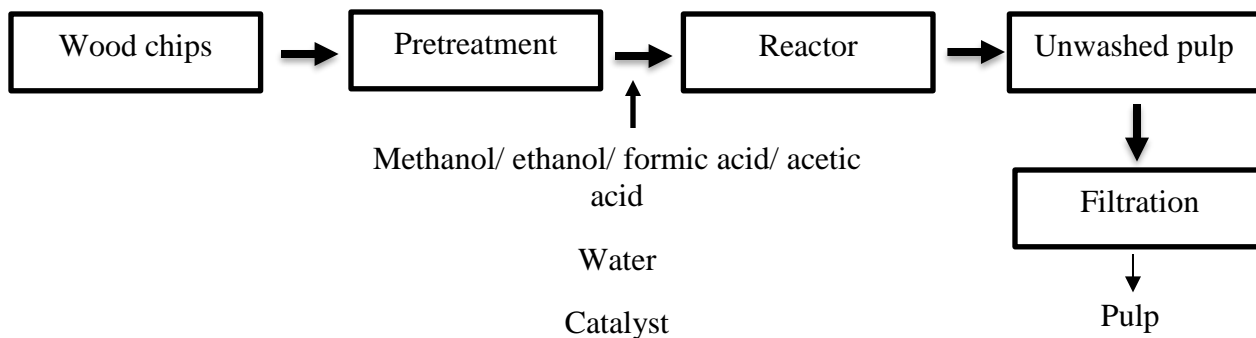 Wood chips
Pretreatment
Reactor
Unwashed pulp
Methanol/ ethanol/ formic acid/ acetic
acid
Water
Catalyst
Filtration
Pulp